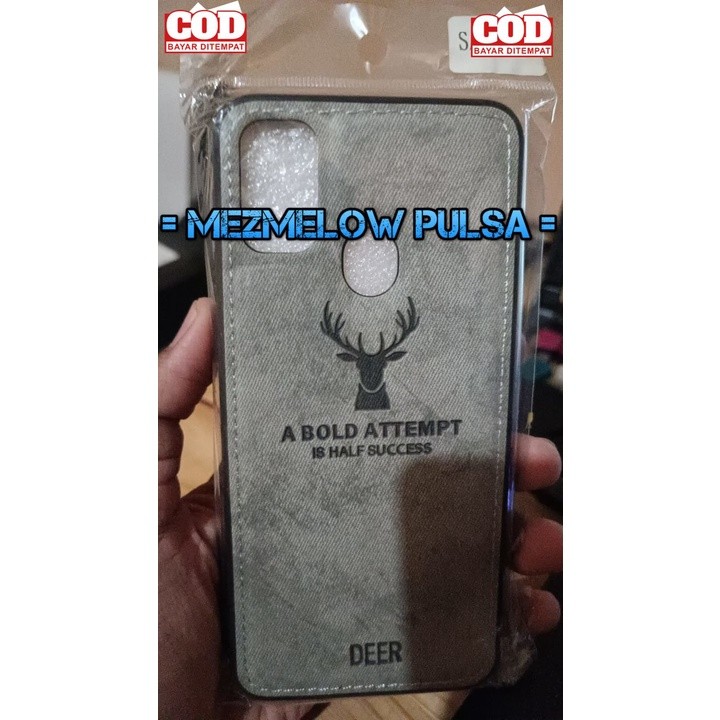 COD
BAYAR DITEMPAT
S
COD
BAYAR DITEMPAT
= MEZMELOW PULSA =
A BOLD ATTEMPT
IS HALF SUCCESS
DEER